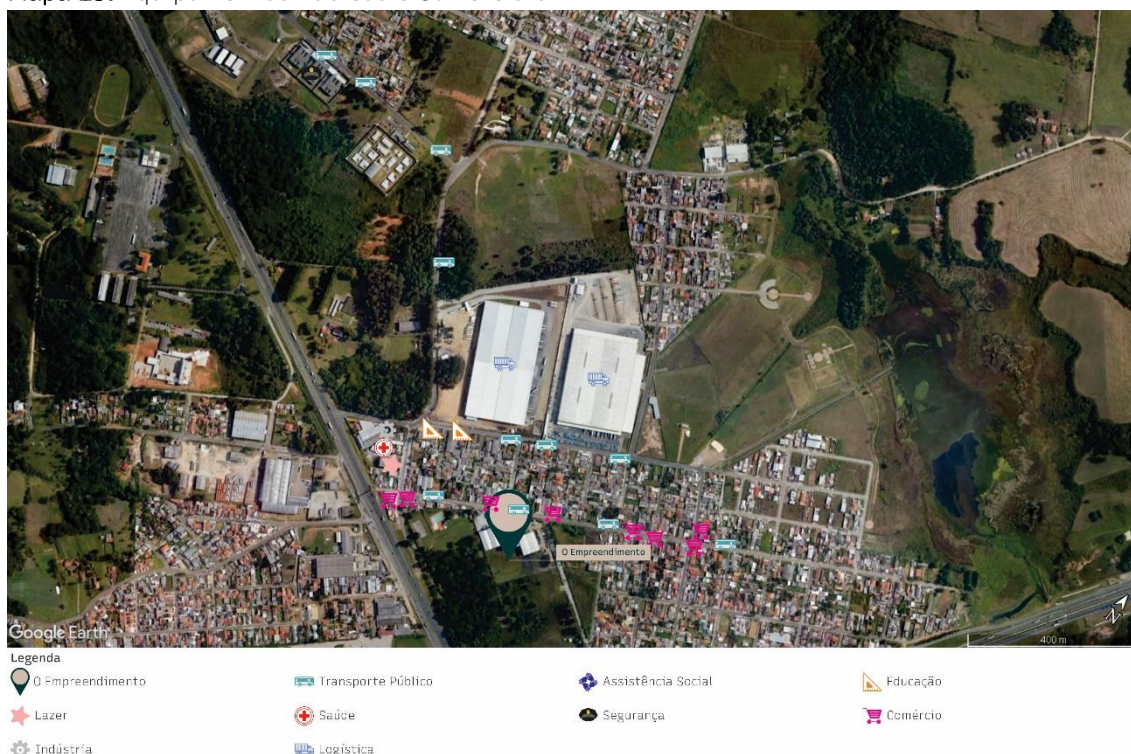 O Empreendimento
Google Earth
400 m
N
Legenda
O Empreendimento
Transporte Público
Assistência Social
Educação
Lazer
Saúde
Segurança
Comércio
Indústria
Logística